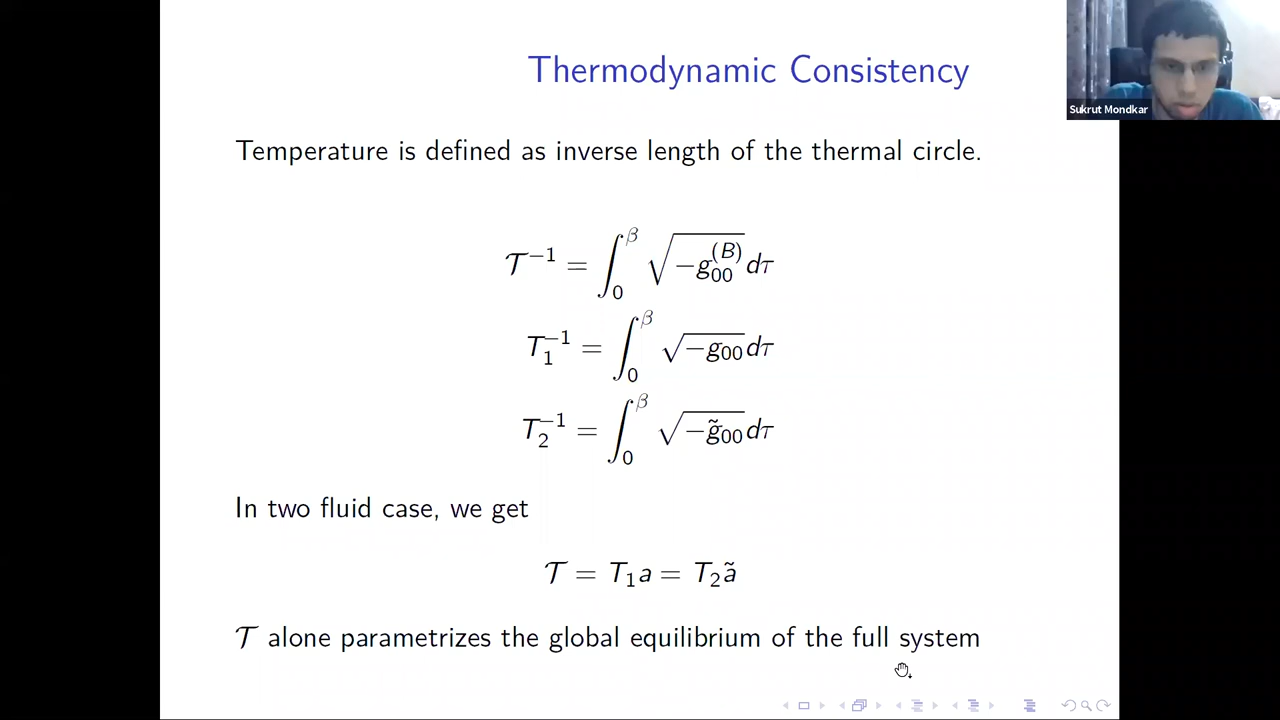 Thermodynamic Consistency
Sukrut Mondkar
Temperature is defined as inverse length of the thermal circle.
𝒯⁻¹ = ∫₀^β √(−g₀₀^(B)) dτ
T₁⁻¹ = ∫₀^β √(−g₀₀) dτ
T₂⁻¹ = ∫₀^β √(−g̃₀₀) dτ
In two fluid case, we get
𝒯 = T₁a = T₂ã
𝒯 alone parametrizes the global equilibrium of the full system